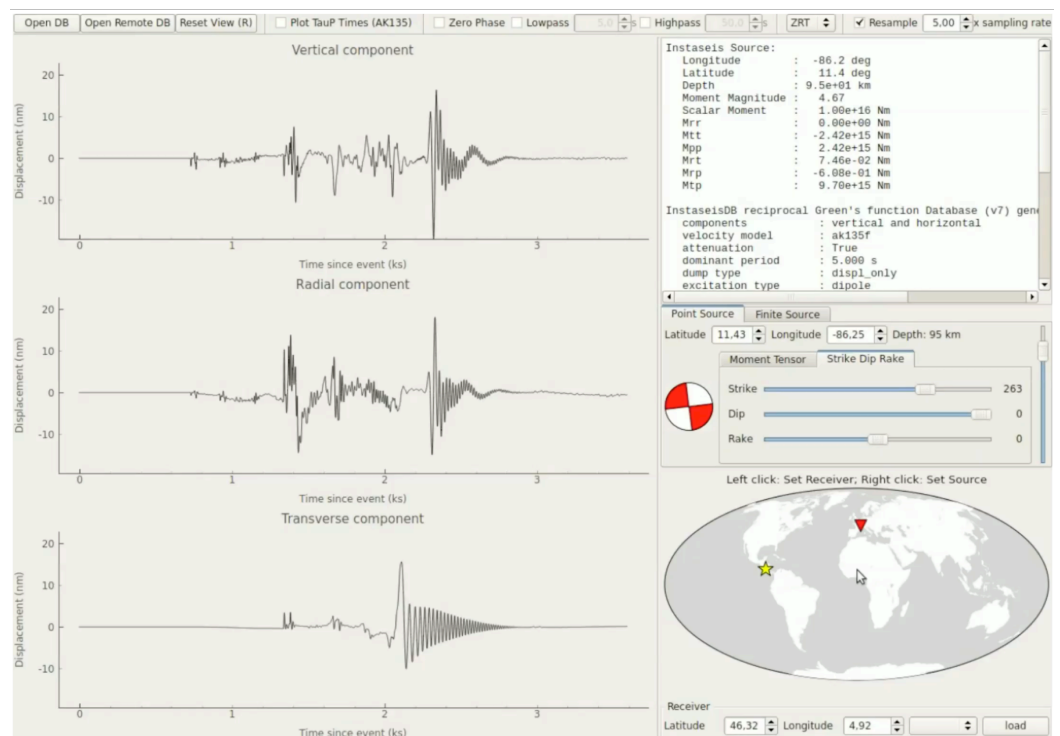 Open DB Open Remote DB Reset View (R) Plot TauP Times (AK135) Zero Phase Lowpass 5.0 s Highpass 50.0 s ZRT Resample 5.00 x sampling rate
Vertical component
Displacement (nm)
20
10
0
-10
0 1 2 3
Time since event (ks)
Radial component
Displacement (nm)
20
10
0
-10
0 1 2 3
Time since event (ks)
Transverse component
Displacement (nm)
20
10
0
-10
0 1 2 3
Time since event (ks)
Instaseis Source:
Longitude : -86.2 deg
Latitude : 11.4 deg
Depth : 9.5e+01 km
Moment Magnitude : 4.67
Scalar Moment : 1.00e+16 Nm
Mrr : 0.00e+00 Nm
Mtt : -2.42e+15 Nm
Mpp : 2.42e+15 Nm
Mrt : 7.46e-02 Nm
Mrp : -6.08e-01 Nm
Mtp : 9.70e+15 Nm
InstaseisDB reciprocal Green's function Database (v7) gene
components : vertical and horizontal
velocity model : ak135f
attenuation : True
dominant period : 5.000 s
dump type : displ_only
excitation type : dipole
Point Source Finite Source
Latitude 11,43 Longitude -86,25 Depth: 95 km
Moment Tensor Strike Dip Rake
Strike 263
Dip 0
Rake 0
Left click: Set Receiver; Right click: Set Source
Receiver
Latitude 46,32 Longitude 4,92 load